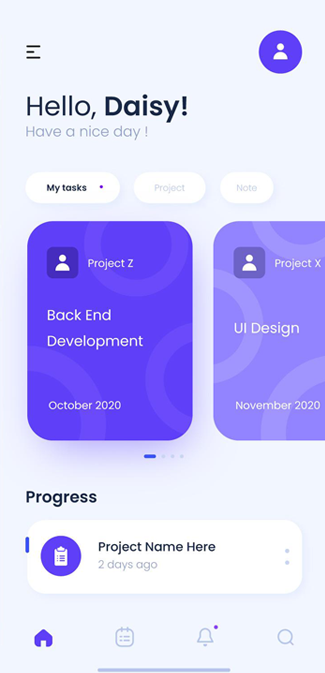 Hello, Daisy!
Have a nice day !
My tasks
Project
Note
Project Z
Back End
Development
October 2020
Project X
UI Design
November 2020
Progress
Project Name Here
2 days ago